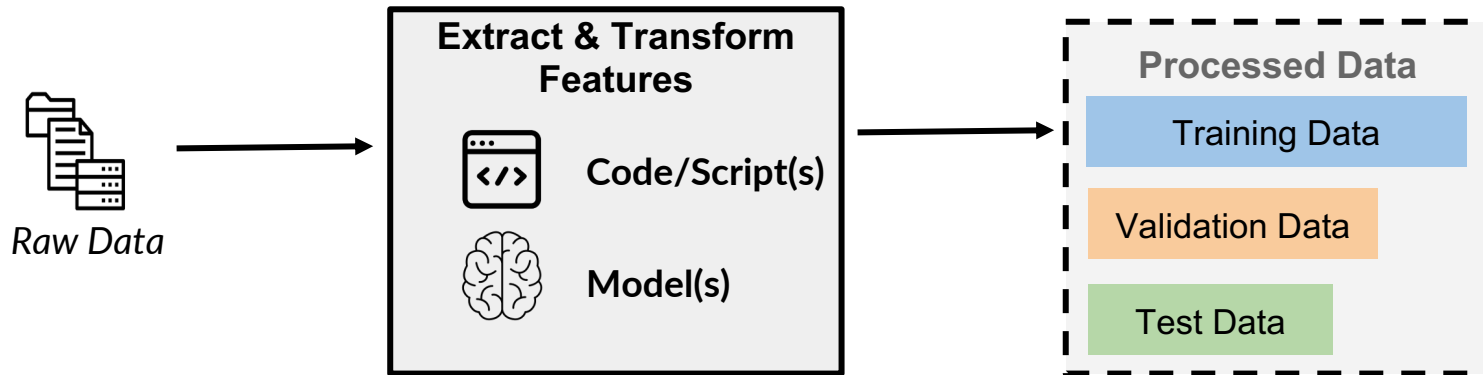 Raw Data
Extract & Transform
Features
</>
Code/Script(s)
Model(s)
Processed Data
Training Data
Validation Data
Test Data